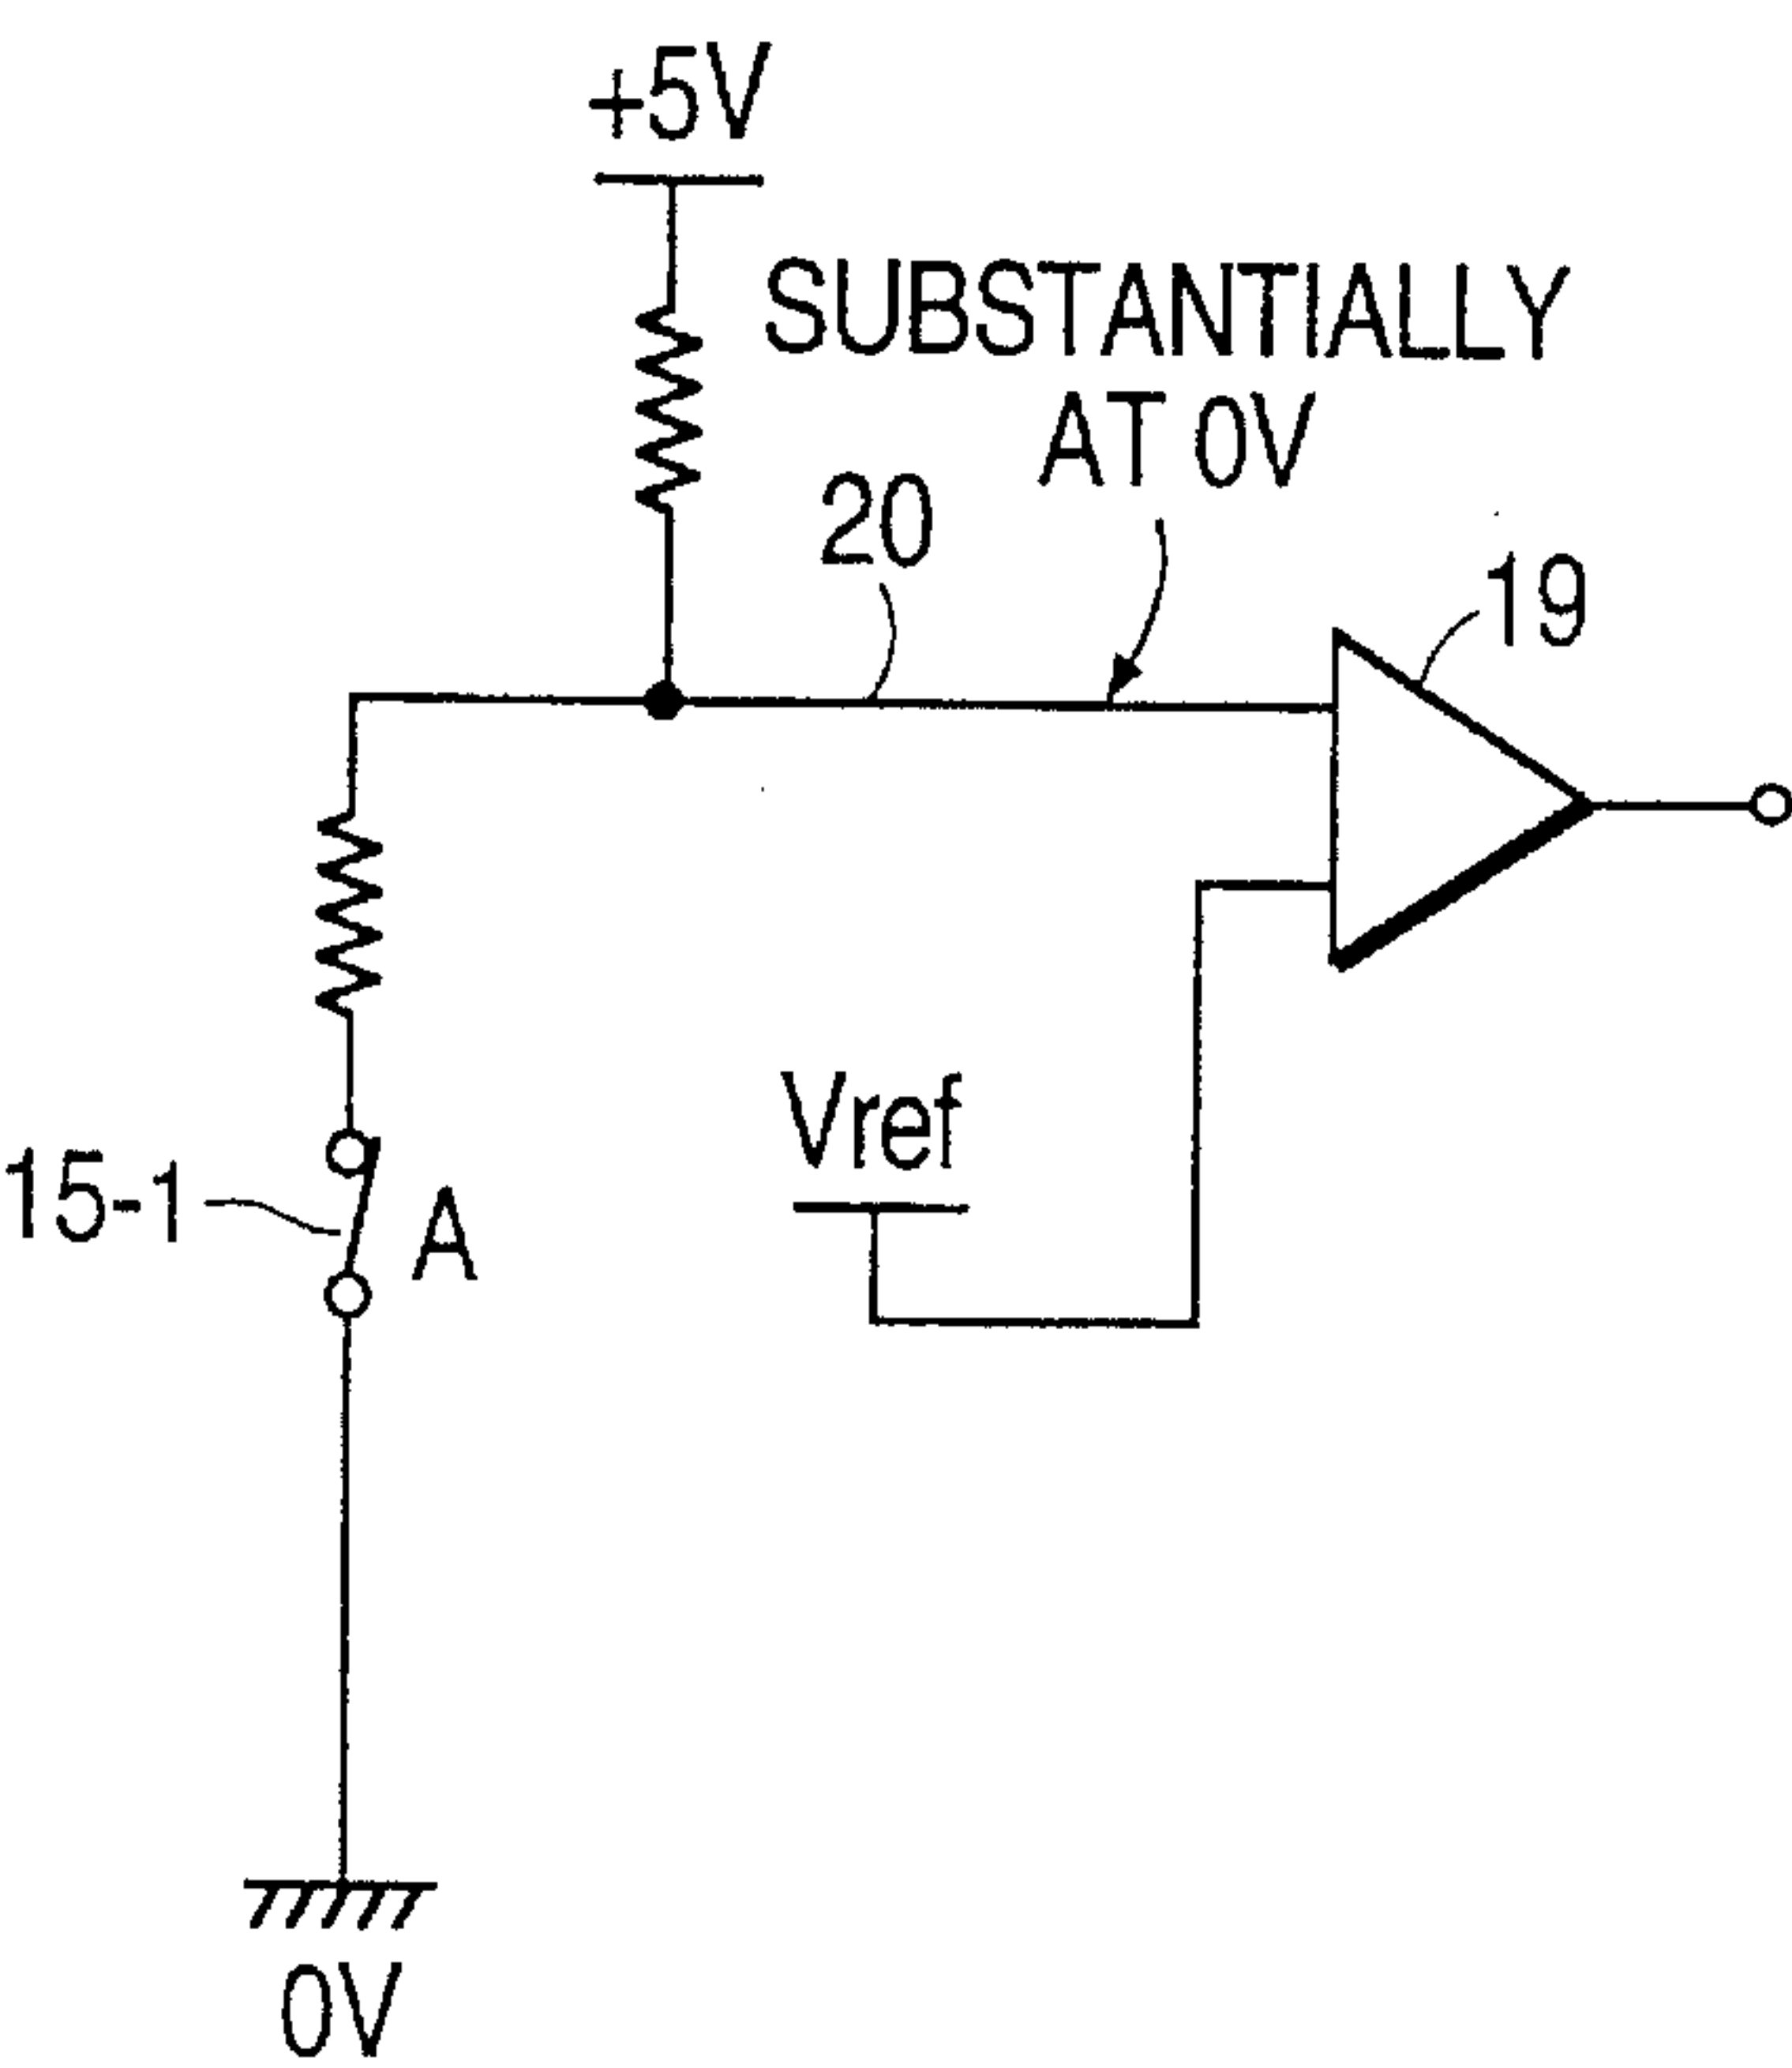 +5V
SUBSTANTIALLY
AT 0V
20
19
Vref
15-1
A
0V